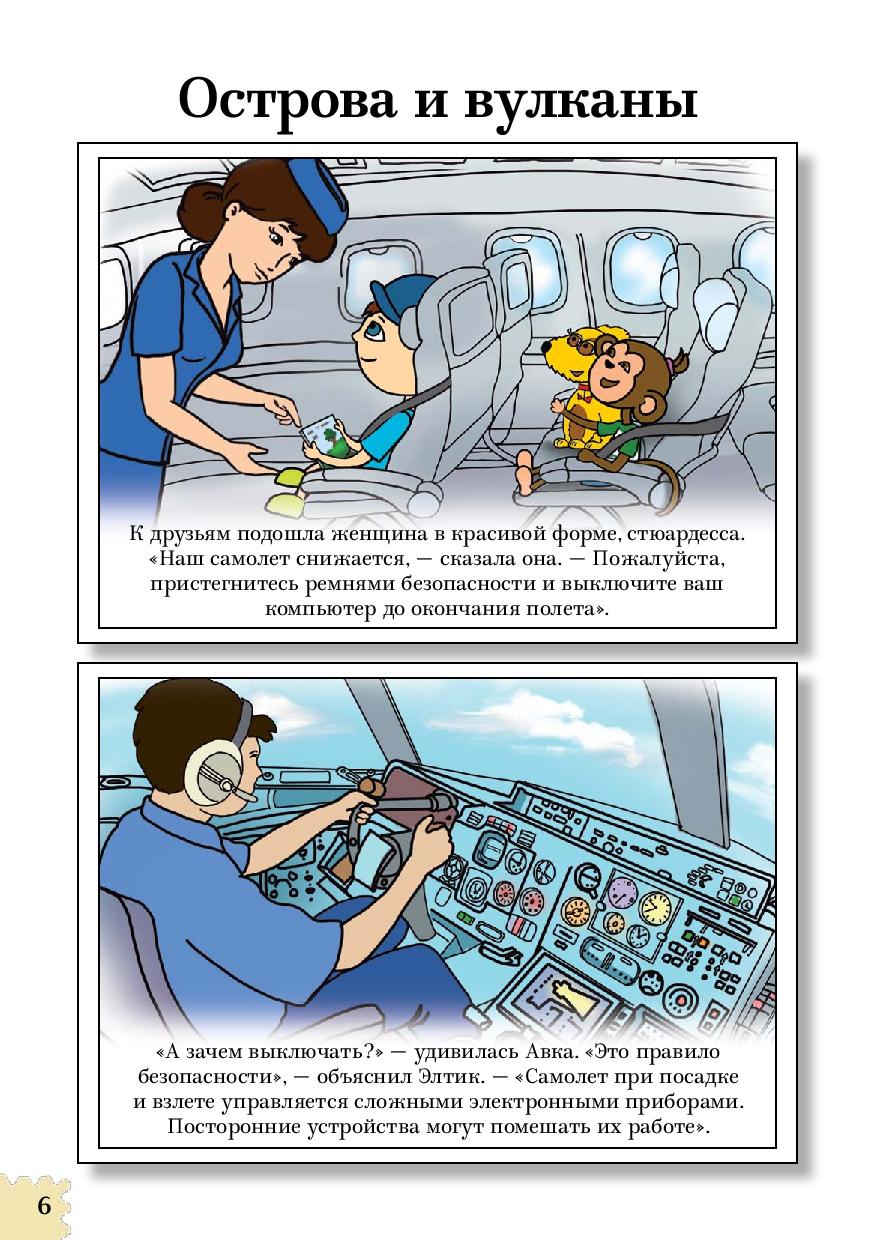 Острова и вулканы
К друзьям подошла женщина в красивой форме, стюардесса.
«Наш самолет снижается, — сказала она. — Пожалуйста,
пристегнитесь ремнями безопасности и выключите ваш
компьютер до окончания полета».
«А зачем выключать?» — удивилась Авка. «Это правило
безопасности», — объяснил Элтик. — «Самолет при посадке
и взлете управляется сложными электронными приборами.
Посторонние устройства могут помешать их работе».
6